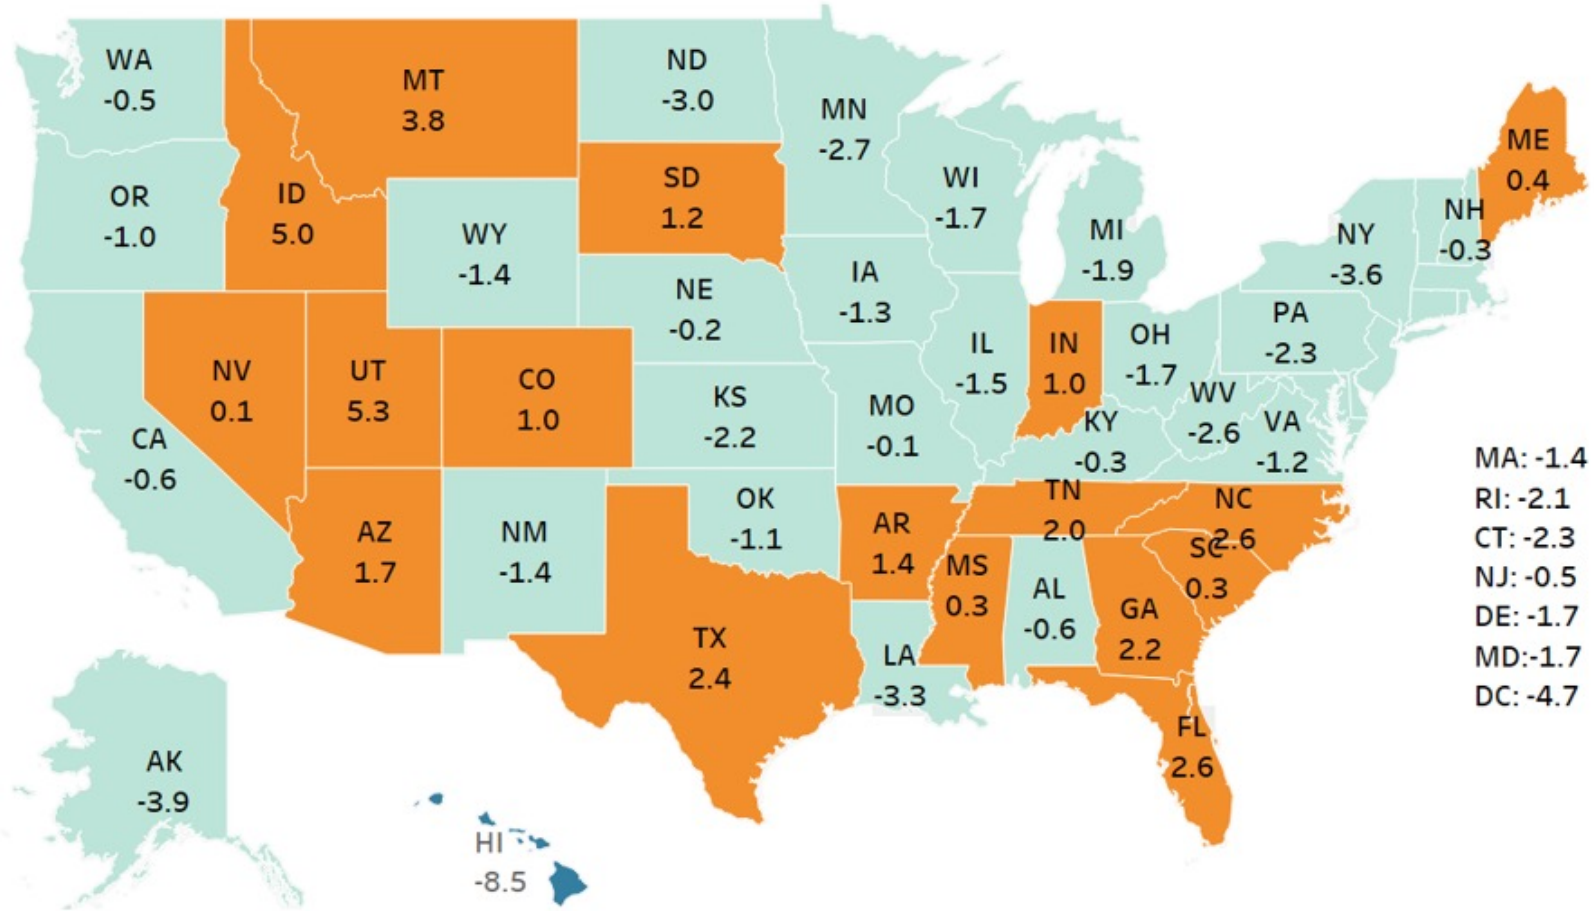 WA
-0.5
MT
3.8
ND
-3.0
MN
-2.7
ME
0.4
OR
-1.0
ID
5.0
SD
1.2
WI
-1.7
MI
-1.9
NY
-3.6
NH
-0.3
WY
-1.4
NE
-0.2
IA
-1.3
PA
-2.3
NV
0.1
UT
5.3
CO
1.0
KS
-2.2
MO
-0.1
IL
-1.5
IN
1.0
OH
-1.7
WV
-2.6
VA
-1.2
KY
-0.3
CA
-0.6
AZ
1.7
NM
-1.4
OK
-1.1
AR
1.4
TN
2.0
NC
2.6
SC
0.3
MS
0.3
AL
-0.6
GA
2.2
TX
2.4
LA
-3.3
FL
2.6
AK
-3.9
HI
-8.5
MA: -1.4
RI: -2.1
CT: -2.3
NJ: -0.5
DE: -1.7
MD:-1.7
DC: -4.7